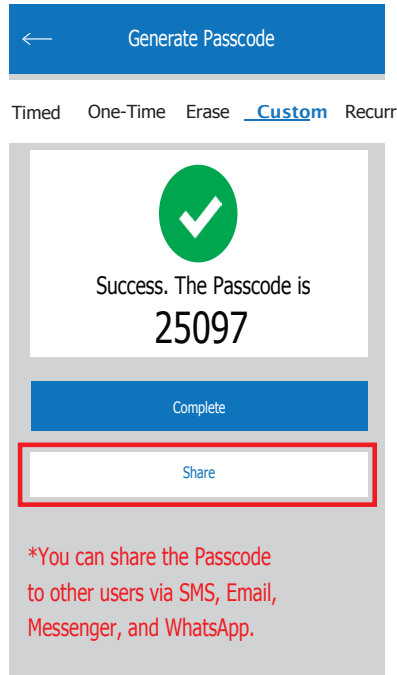 Generate Passcode
Timed One-Time Erase Custom Recurr
Success. The Passcode is
25097
Complete
Share
*You can share the Passcode
to other users via SMS, Email,
Messenger, and WhatsApp.